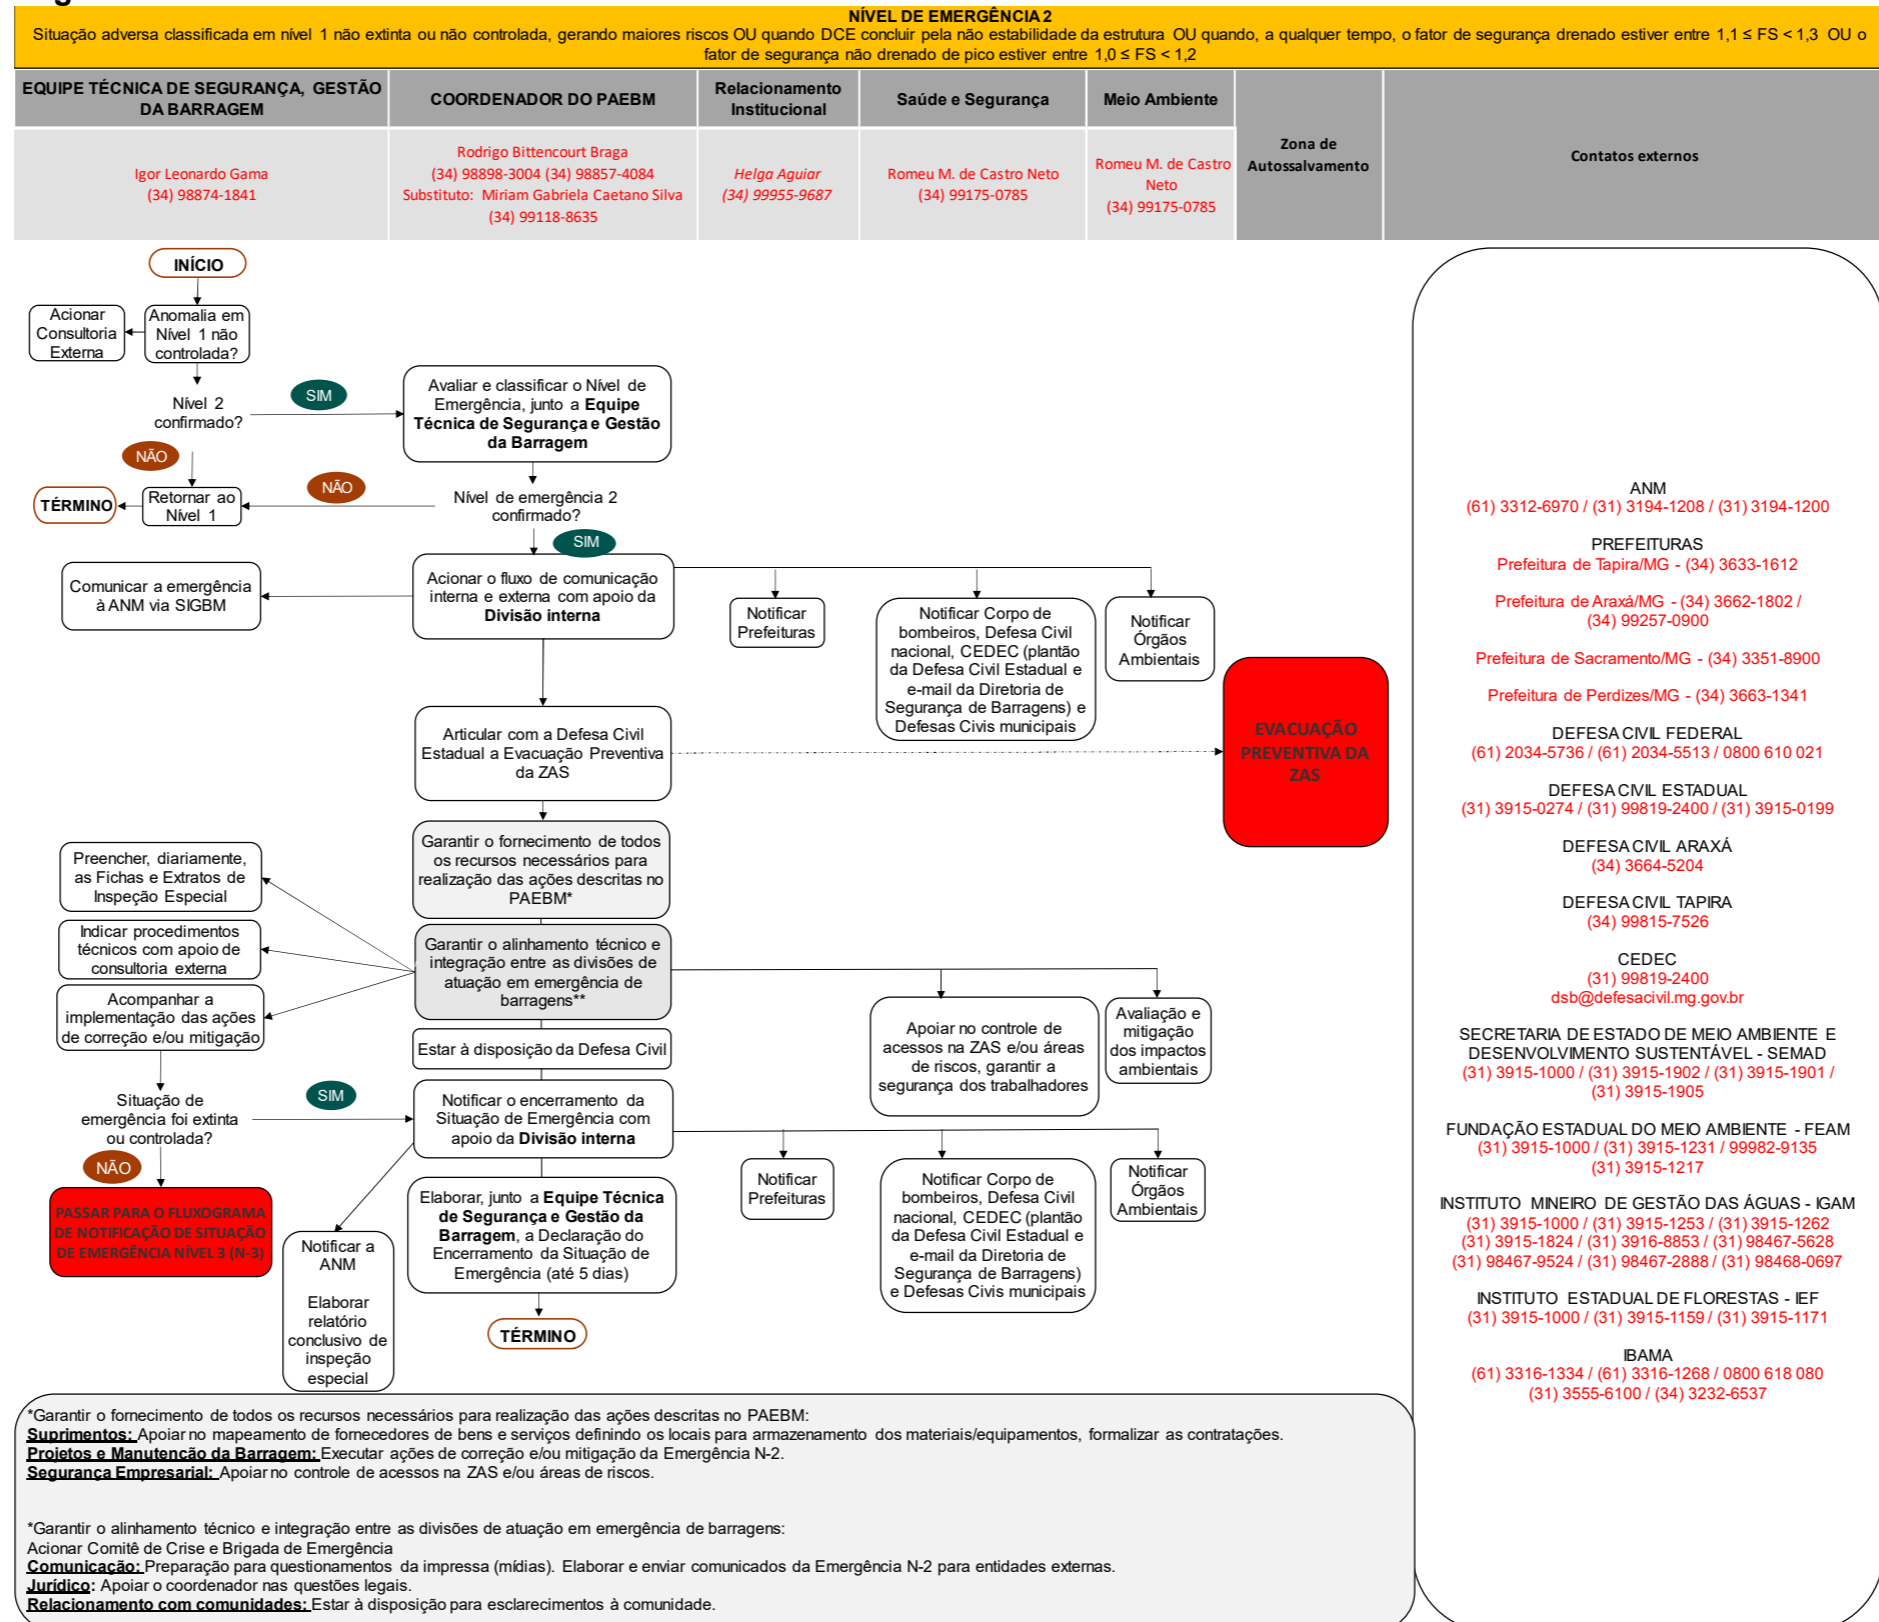 NÍVEL DE EMERGÊNCIA 2
Situação adversa classificada em nível 1 não extinta ou não controlada, gerando maiores riscos OU quando DCE concluir pela não estabilidade da estrutura OU quando, a qualquer tempo, o fator de segurança drenado estiver entre 1,1 ≤ FS < 1,3 OU o
fator de segurança não drenado de pico estiver entre 1,0 ≤ FS < 1,2
EQUIPE TÉCNICA DE SEGURANÇA, GESTÃO
DA BARRAGEM
COORDENADOR DO PAEBM
Relacionamento
Institucional
Saúde e Segurança
Meio Ambiente
Zona de
Autossalvamento
Contatos externos
Igor Leonardo Gama
(34) 98874-1841
Rodrigo Bittencourt Braga
(34) 98898-3004 (34) 98857-4084
Substituto: Miriam Gabriela Caetano Silva
(34) 99118-8635
Helga Aguiar
(34) 99955-9687
Romeu M. de Castro Neto
(34) 99175-0785
Romeu M. de Castro
Neto
(34) 99175-0785
INÍCIO
Acionar
Consultoria
Externa
Anomalia em
Nível 1 não
controlada?
Nível 2
confirmado?
SIM
Avaliar e classificar o Nível de
Emergência, junto a Equipe
Técnica de Segurança e Gestão
da Barragem
NÃO
TÉRMINO
Retornar ao
Nível 1
NÃO
Nível de emergência 2
confirmado?
SIM
Comunicar a emergência
à ANM via SIGBM
Acionar o fluxo de comunicação
interna e externa com apoio da
Divisão interna
Notificar
Prefeituras
Notificar Corpo de
bombeiros, Defesa Civil
nacional, CEDEC (plantão
da Defesa Civil Estadual e
e-mail da Diretoria de
Segurança de Barragens) e
Defesas Civis municipais
Notificar
Órgãos
Ambientais
Articular com a Defesa Civil
Estadual a Evacuação Preventiva
da ZAS
EVACUAÇÃO
PREVENTIVA DA
ZAS
Garantir o fornecimento de todos
os recursos necessários para
realização das ações descritas no
PAEBM*
Preencher, diariamente,
as Fichas e Extratos de
Inspeção Especial
Indicar procedimentos
técnicos com apoio de
consultoria externa
Acompanhar a
implementação das ações
de correção e/ou mitigação
Garantir o alinhamento técnico e
integração entre as divisões de
atuação em emergência de
barragens**
Apoiar no controle de
acessos na ZAS e/ou áreas
de riscos, garantir a
segurança dos trabalhadores
Avaliação e
mitigação
dos impactos
ambientais
Estar à disposição da Defesa Civil
Situação de
emergência foi extinta
ou controlada?
SIM
Notificar o encerramento da
Situação de Emergência com
apoio da Divisão interna
NÃO
PASSAR PARA O FLUXOGRAMA
DE NOTIFICAÇÃO DE SITUAÇÃO
DE EMERGÊNCIA NÍVEL 3 (N-3)
Notificar a
ANM
Elaborar
relatório
conclusivo de
inspeção
especial
Elaborar, junto a Equipe Técnica
de Segurança e Gestão da
Barragem, a Declaração do
Encerramento da Situação de
Emergência (até 5 dias)
TÉRMINO
Notificar
Prefeituras
Notificar Corpo de
bombeiros, Defesa Civil
nacional, CEDEC (plantão
da Defesa Civil Estadual e
e-mail da Diretoria de
Segurança de Barragens)
e Defesas Civis municipais
Notificar
Órgãos
Ambientais
ANM
(61) 3312-6970 / (31) 3194-1208 / (31) 3194-1200
PREFEITURAS
Prefeitura de Tapira/MG - (34) 3633-1612
Prefeitura de Araxá/MG - (34) 3662-1802 /
(34) 99257-0900
Prefeitura de Sacramento/MG - (34) 3351-8900
Prefeitura de Perdizes/MG - (34) 3663-1341
DEFESA CIVIL FEDERAL
(61) 2034-5736 / (61) 2034-5513 / 0800 610 021
DEFESA CIVIL ESTADUAL
(31) 3915-0274 / (31) 99819-2400 / (31) 3915-0199
DEFESA CIVIL ARAXÁ
(34) 3664-5204
DEFESA CIVIL TAPIRA
(34) 99815-7526
CEDEC
(31) 99819-2400
dsb@defesacivil.mg.gov.br
SECRETARIA DE ESTADO DE MEIO AMBIENTE E
DESENVOLVIMENTO SUSTENTÁVEL - SEMAD
(31) 3915-1000 / (31) 3915-1902 / (31) 3915-1901 /
(31) 3915-1905
FUNDAÇÃO ESTADUAL DO MEIO AMBIENTE - FEAM
(31) 3915-1000 / (31) 3915-1231 / 99982-9135
(31) 3915-1217
INSTITUTO MINEIRO DE GESTÃO DAS ÁGUAS - IGAM
(31) 3915-1000 / (31) 3915-1253 / (31) 3915-1262
(31) 3915-1824 / (31) 3916-8853 / (31) 98467-5628
(31) 98467-9524 / (31) 98467-2888 / (31) 98468-0697
INSTITUTO ESTADUAL DE FLORESTAS - IEF
(31) 3915-1000 / (31) 3915-1159 / (31) 3915-1171
IBAMA
(61) 3316-1334 / (61) 3316-1268 / 0800 618 080
(31) 3555-6100 / (34) 3232-6537
*Garantir o fornecimento de todos os recursos necessários para realização das ações descritas no PAEBM:
Suprimentos: Apoiar no mapeamento de fornecedores de bens e serviços definindo os locais para armazenamento dos materiais/equipamentos, formalizar as contratações.
Projetos e Manutenção da Barragem: Executar ações de correção e/ou mitigação da Emergência N-2.
Segurança Empresarial: Apoiar no controle de acessos na ZAS e/ou áreas de riscos.
*Garantir o alinhamento técnico e integração entre as divisões de atuação em emergência de barragens:
Acionar Comitê de Crise e Brigada de Emergência
Comunicação: Preparação para questionamentos da impressa (mídias). Elaborar e enviar comunicados da Emergência N-2 para entidades externas.
Jurídico: Apoiar o coordenador nas questões legais.
Relacionamento com comunidades: Estar à disposição para esclarecimentos à comunidade.